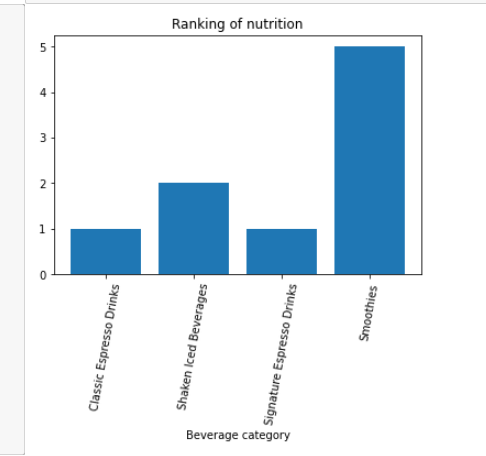 Ranking of nutrition
5
4
3
2
1
0
Classic Espresso Drinks
Shaken Iced Beverages
Signature Espresso Drinks
Smoothies
Beverage category